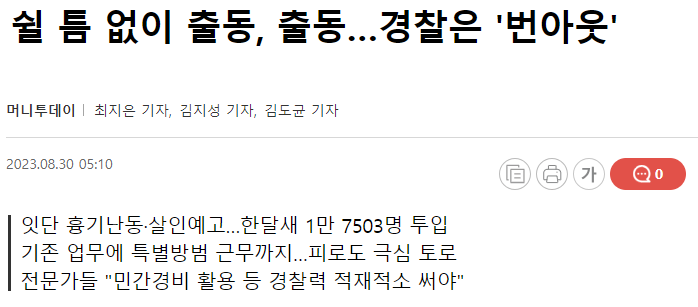 쉴 틈 없이 출동, 출동…경찰은 '번아웃'
머니투데이 | 최지은 기자, 김지성 기자, 김도균 기자
2023.08.30 05:10
가
0
잇단 흉기난동·살인예고…한달새 1만 7503명 투입
기존 업무에 특별방범 근무까지…피로도 극심 토로
전문가들 "민간경비 활용 등 경찰력 적재적소 써야"